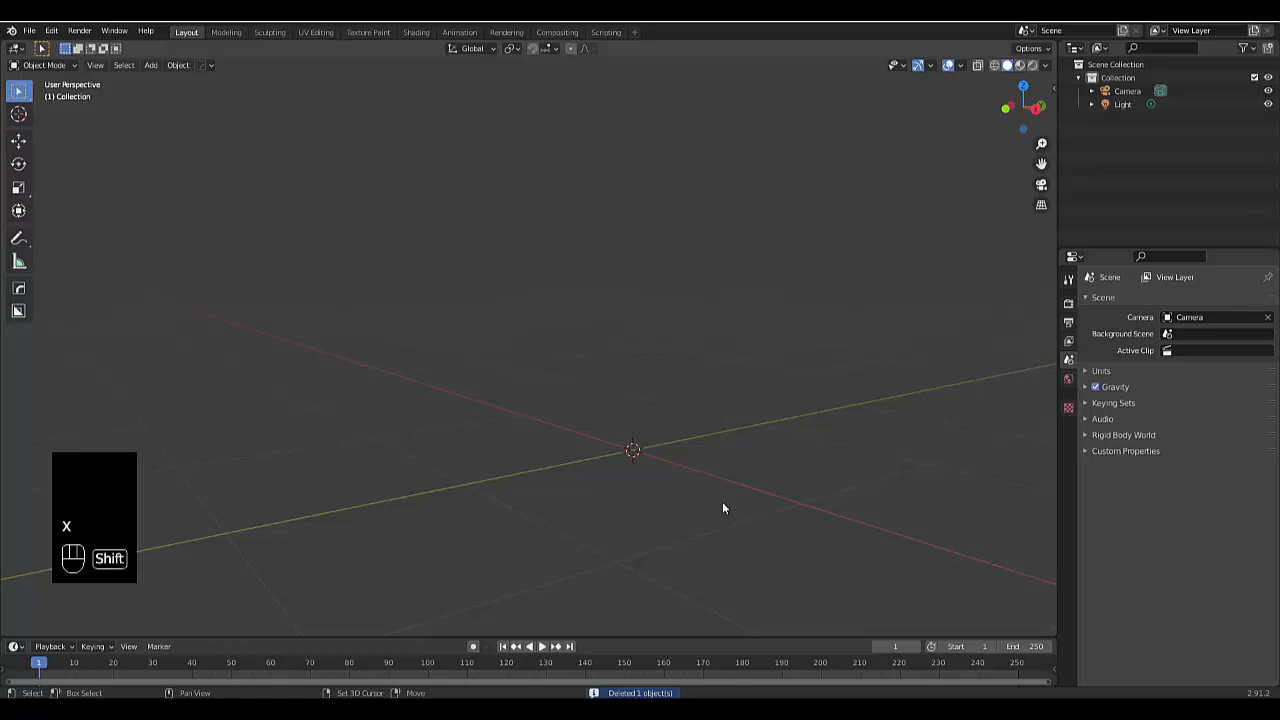 File Edit Render Window Help Layout Modeling Sculpting UV Editing Texture Paint Shading Animation Rendering Compositing Scripting + Scene View Layer
Global Options
Object Mode View Select Add Object
User Perspective
(1) Collection
Z
X
Scene Collection
Collection
Camera
Light
Scene View Layer
Scene
Camera Camera
Background Scene
Active Clip
Units
Gravity
Keying Sets
Audio
Rigid Body World
Custom Properties
X
Shift
Playback Keying View Marker 1 Start 1 End 250
1 10 20 30 40 50 60 70 80 90 100 110 120 130 140 150 160 170 180 190 200 210 220 230 240 250
Select Box Select Pan View Set 3D Cursor Move Deleted 1 object(s) 2.91.2